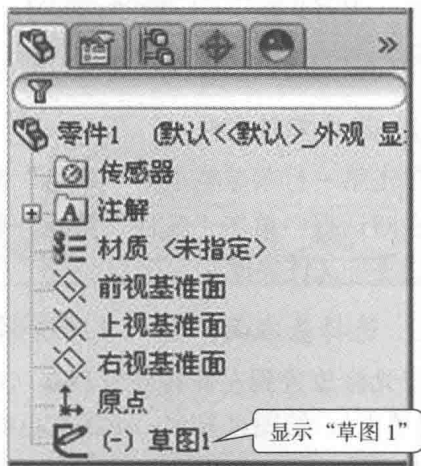 零件1 (默认<<默认>_外观 显
传感器
A 注解
材质 <未指定>
前视基准面
上视基准面
右视基准面
原点
(-) 草图1
显示“草图 1”